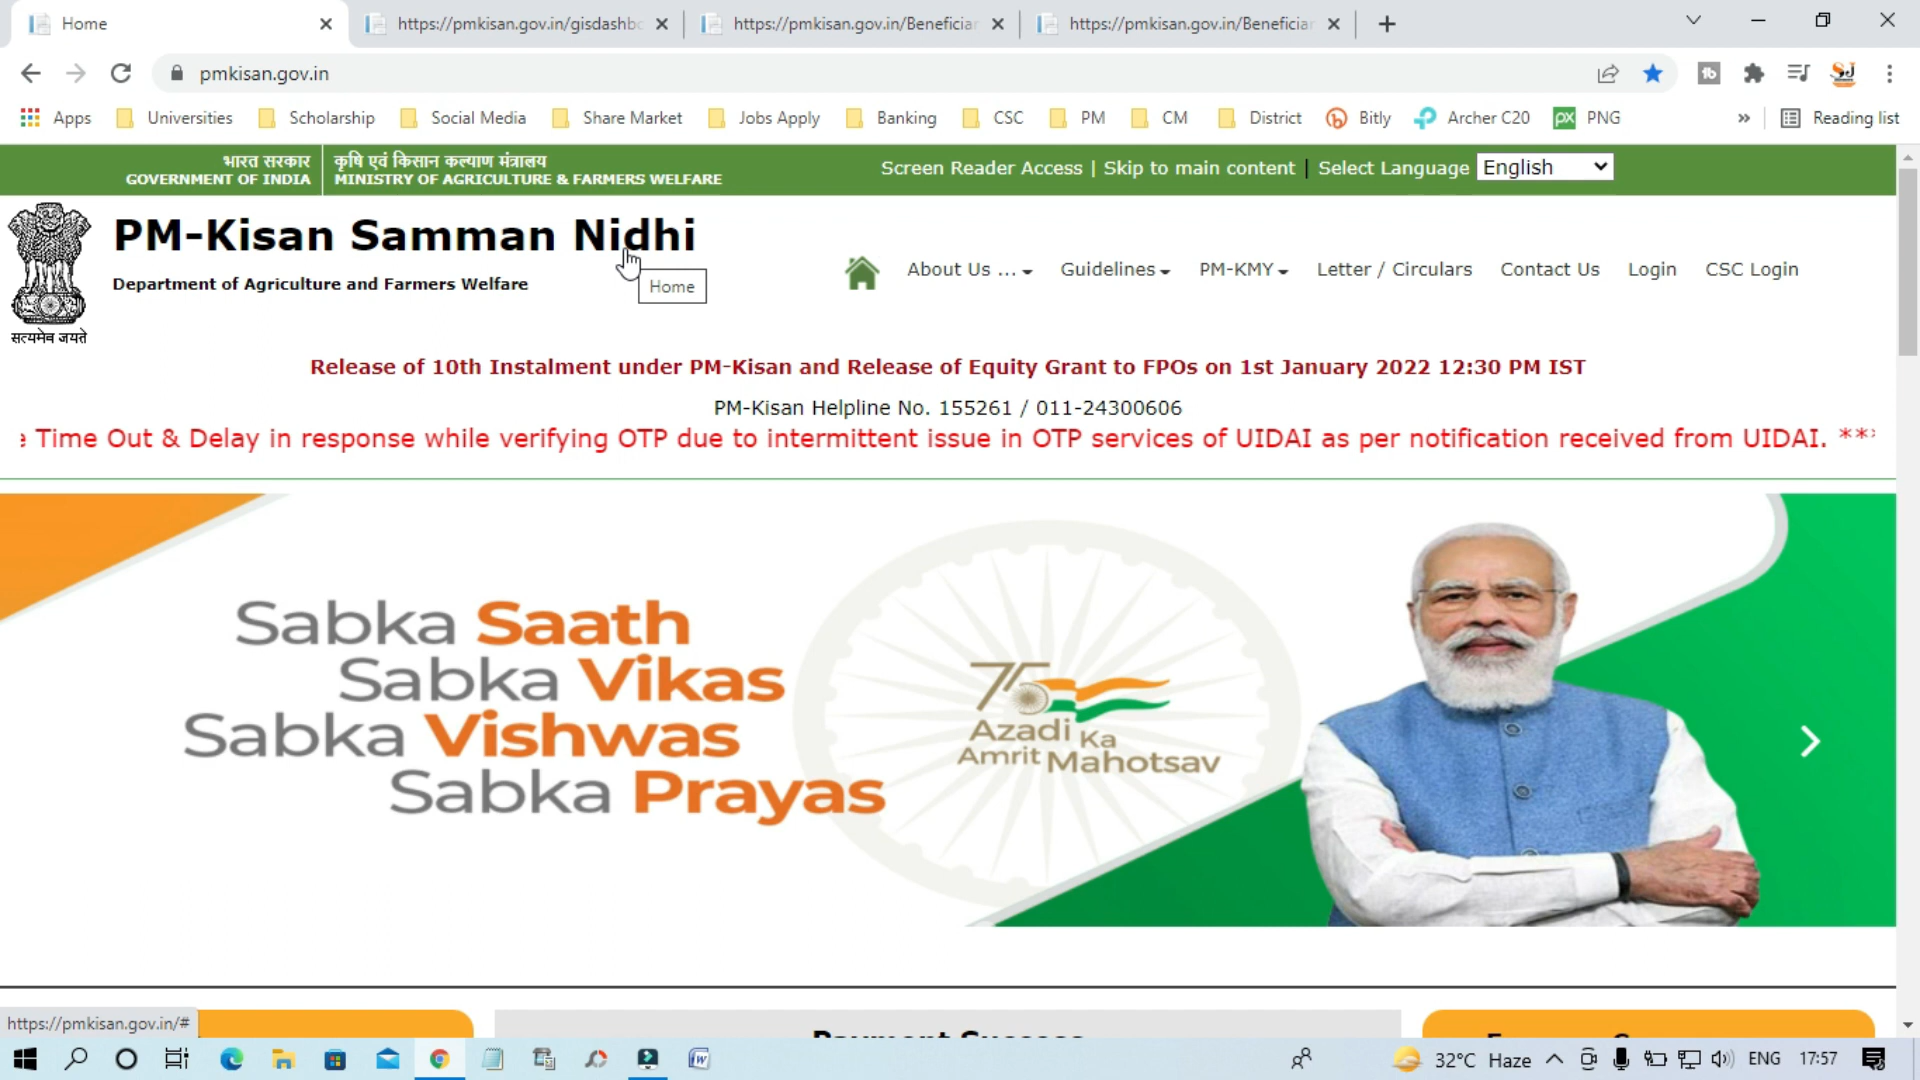 Home
https://pmkisan.gov.in/gisdashbo
https://pmkisan.gov.in/Beneficiar
https://pmkisan.gov.in/Beneficiar
pmkisan.gov.in
Apps Universities Scholarship Social Media Share Market Jobs Apply Banking CSC PM CM District Bitly Archer C20 PNG » Reading list
भारत सरकार
GOVERNMENT OF INDIA
कृषि एवं किसान कल्याण मंत्रालय
MINISTRY OF AGRICULTURE & FARMERS WELFARE
Screen Reader Access | Skip to main content | Select Language English
PM-Kisan Samman Nidhi
Department of Agriculture and Farmers Welfare
Home
सत्यमेव जयते
About Us ... Guidelines PM-KMY Letter / Circulars Contact Us Login CSC Login
Release of 10th Instalment under PM-Kisan and Release of Equity Grant to FPOs on 1st January 2022 12:30 PM IST
PM-Kisan Helpline No. 155261 / 011-24300606
Time Out & Delay in response while verifying OTP due to intermittent issue in OTP services of UIDAI as per notification received from UIDAI. **
Sabka Saath
Sabka Vikas
Sabka Vishwas
Sabka Prayas
75
Azadi Ka
Amrit Mahotsav
https://pmkisan.gov.in/#
Payment Success
32°C Haze ENG 17:57